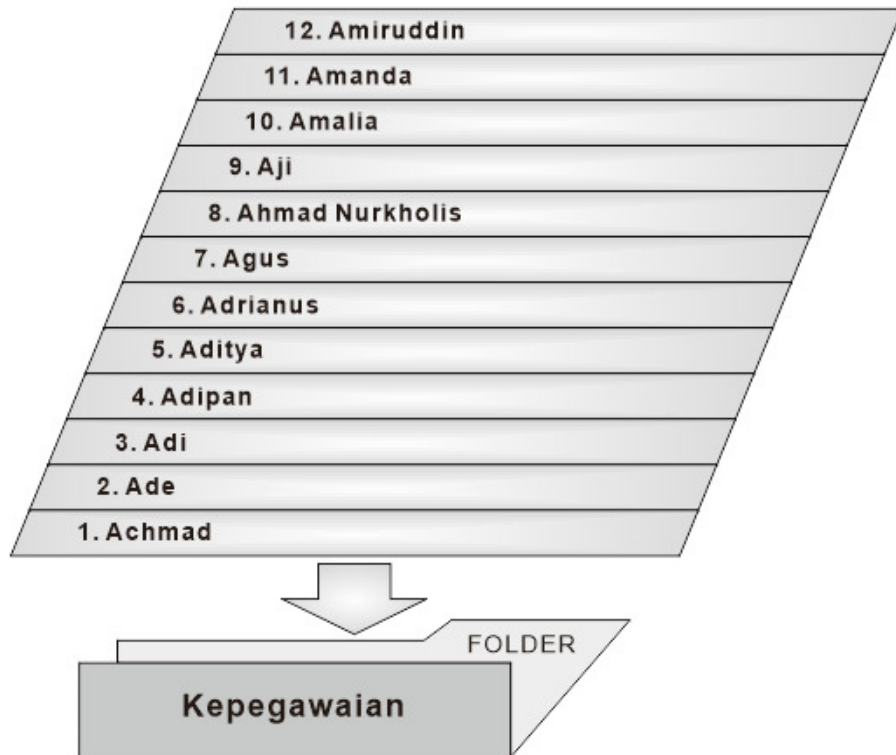 12. Amiruddin
11. Amanda
10. Amalia
9. Aji
8. Ahmad Nurkholis
7. Agus
6. Adrianus
5. Aditya
4. Adipan
3. Adi
2. Ade
1. Achmad
FOLDER
Kepegawaian